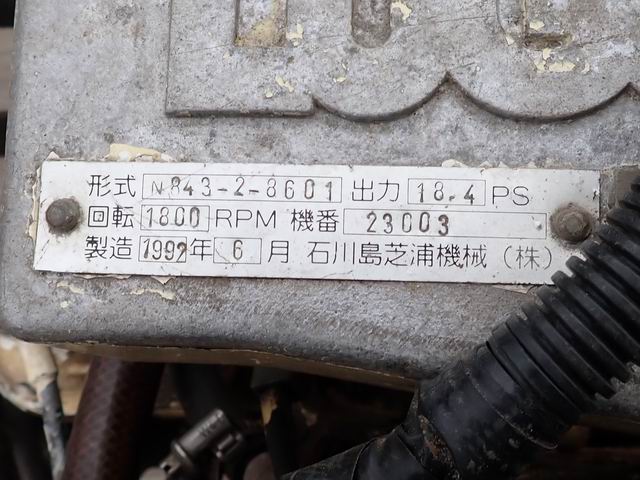 形式 N843-2-8601 出力 18.4 PS
回転 1800 RPM 機番 23003
製造 1992年 6 月 石川島芝浦機械(株)